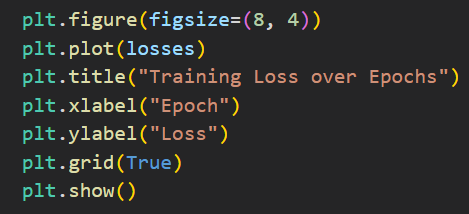 plt.figure(figsize=(8, 4))
plt.plot(losses)
plt.title("Training Loss over Epochs")
plt.xlabel("Epoch")
plt.ylabel("Loss")
plt.grid(True)
plt.show()